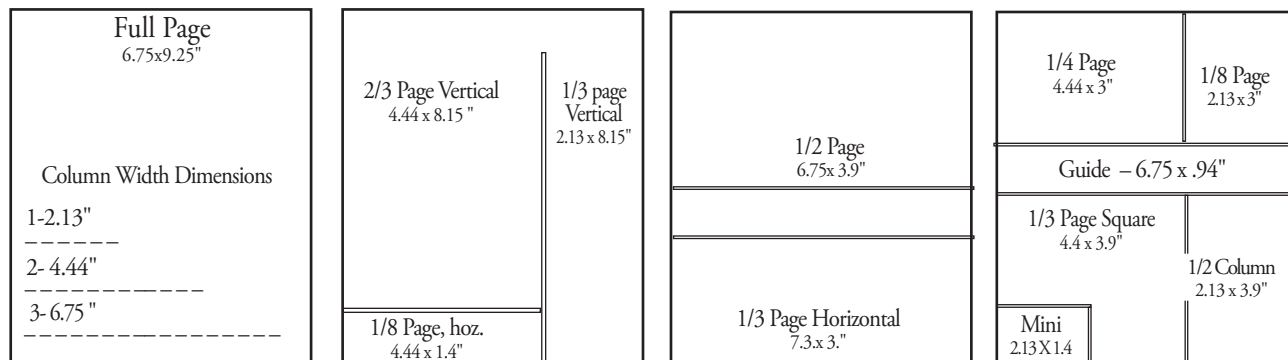 Full Page
6.75x9.25"
Column Width Dimensions
1-2.13"
2- 4.44"
3- 6.75 "
2/3 Page Vertical
4.44 x 8.15 "
1/3 page
Vertical
2.13 x 8.15"
1/8 Page, hoz.
4.44 x 1.4"
1/2 Page
6.75x 3.9"
1/3 Page Horizontal
7.3.x 3."
1/4 Page
4.44 x 3"
1/8 Page
2.13 x 3"
Guide – 6.75 x .94"
1/3 Page Square
4.4 x 3.9"
1/2 Column
2.13 x 3.9"
Mini
2.13 X 1.4